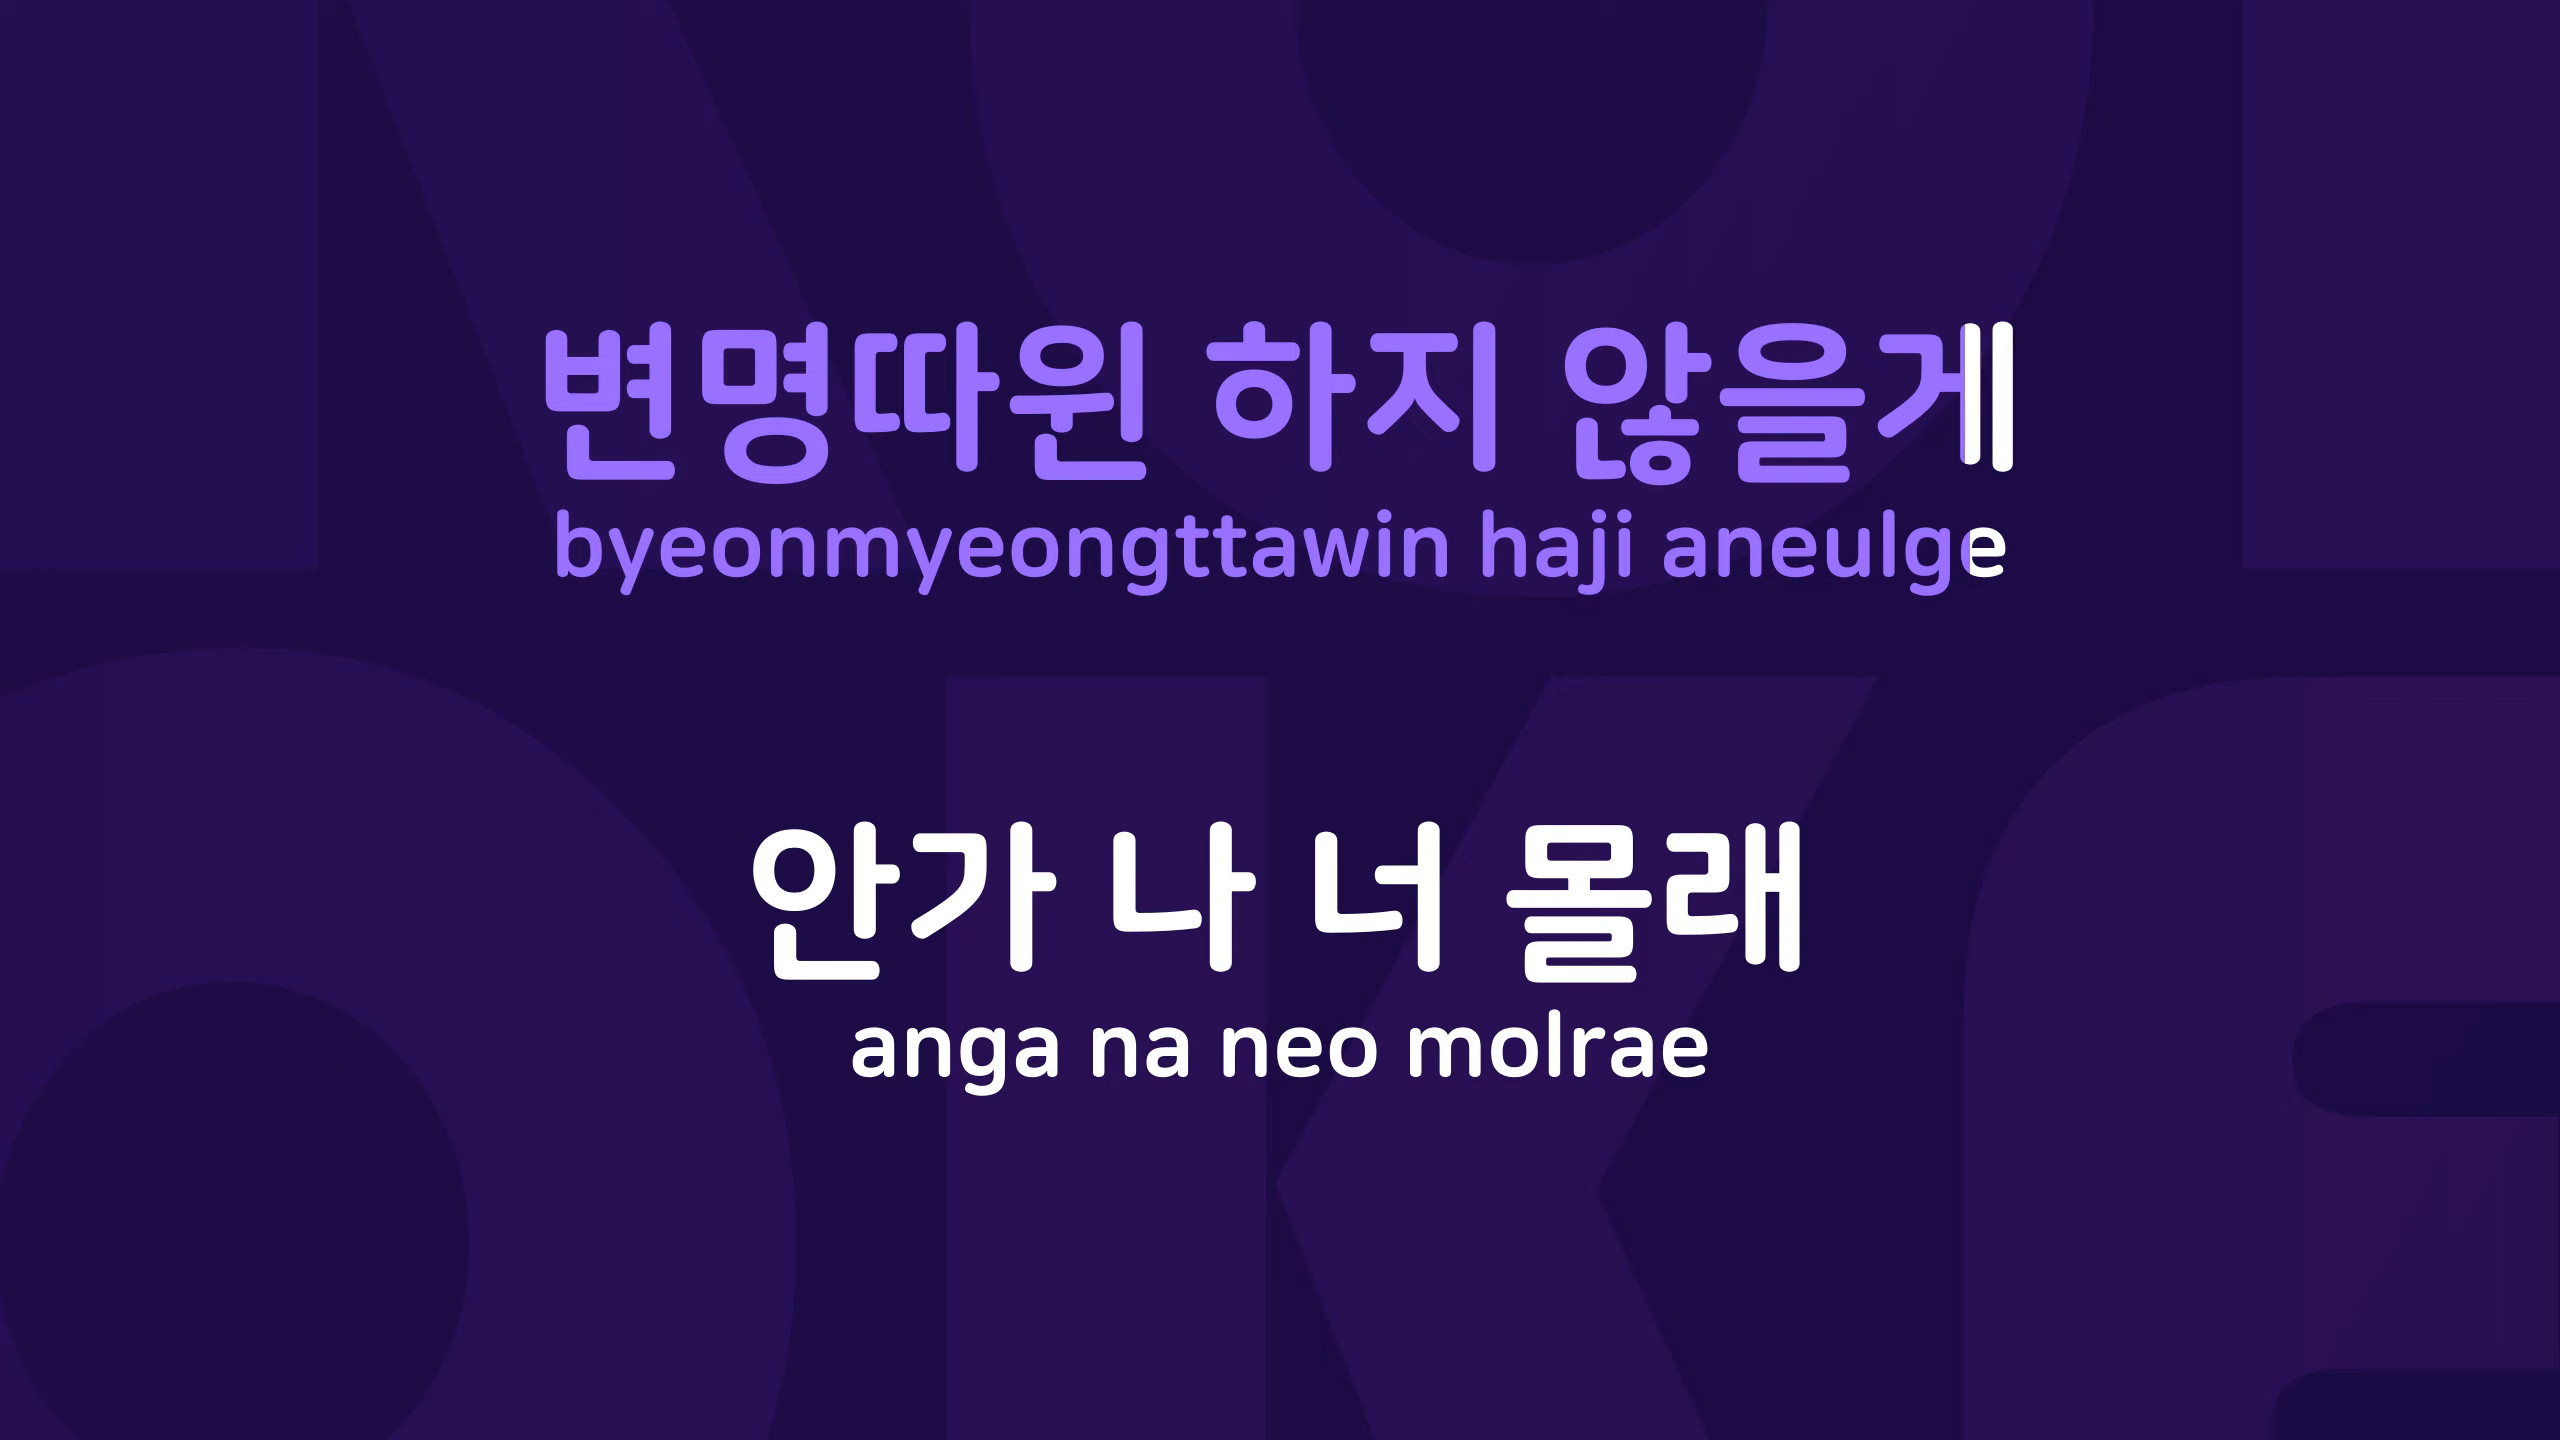 변명따윈 하지 않을게
byeonmyeongttawin haji aneulge
안가 나 너 몰래
anga na neo molrae